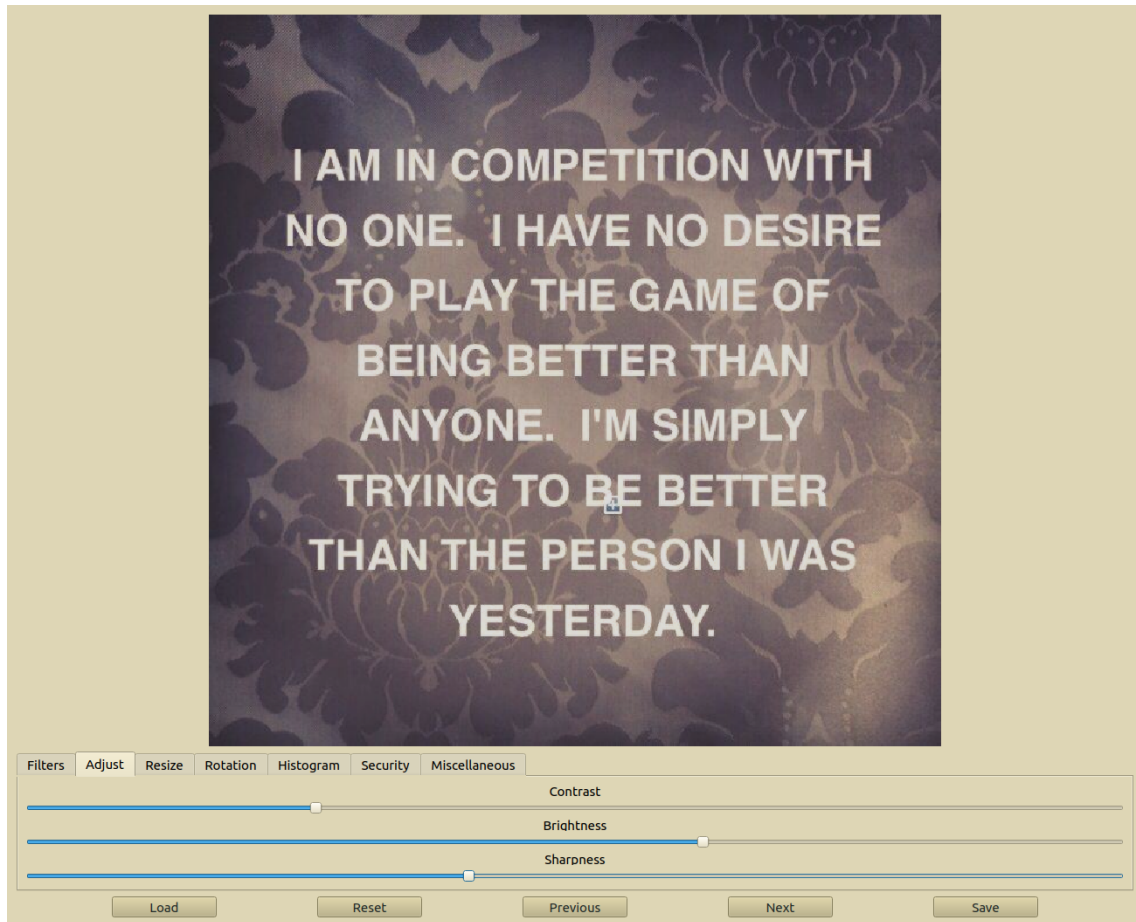 I AM IN COMPETITION WITH
NO ONE.  I HAVE NO DESIRE
TO PLAY THE GAME OF
BEING BETTER THAN
ANYONE.  I'M SIMPLY
TRYING TO BE BETTER
THAN THE PERSON I WAS
YESTERDAY.
Filters Adjust Resize Rotation Histogram Security Miscellaneous
Contrast
Brightness
Sharpness
Load Reset Previous Next Save